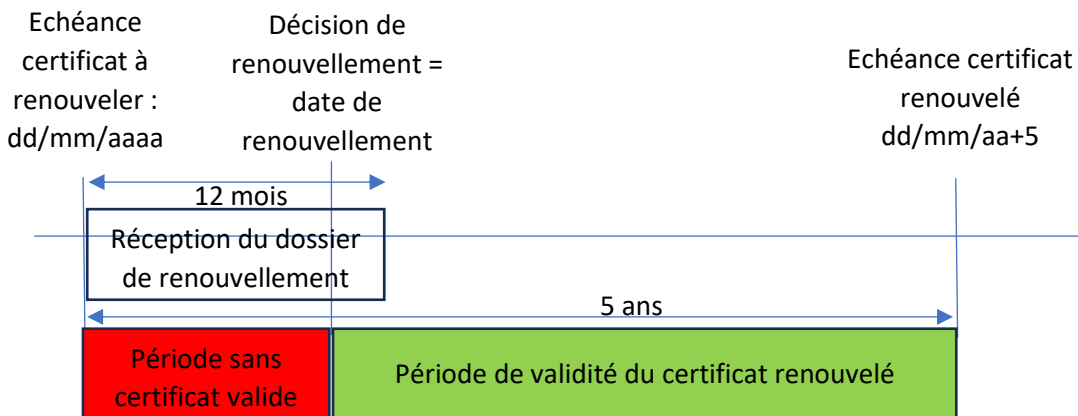 Echéance
certificat à
renouveler :
dd/mm/aaaa
Décision de
renouvellement =
date de
renouvellement
Echéance certificat
renouvelé
dd/mm/aa+5
12 mois
Réception du dossier
de renouvellement
5 ans
Période sans
certificat valide
Période de validité du certificat renouvelé